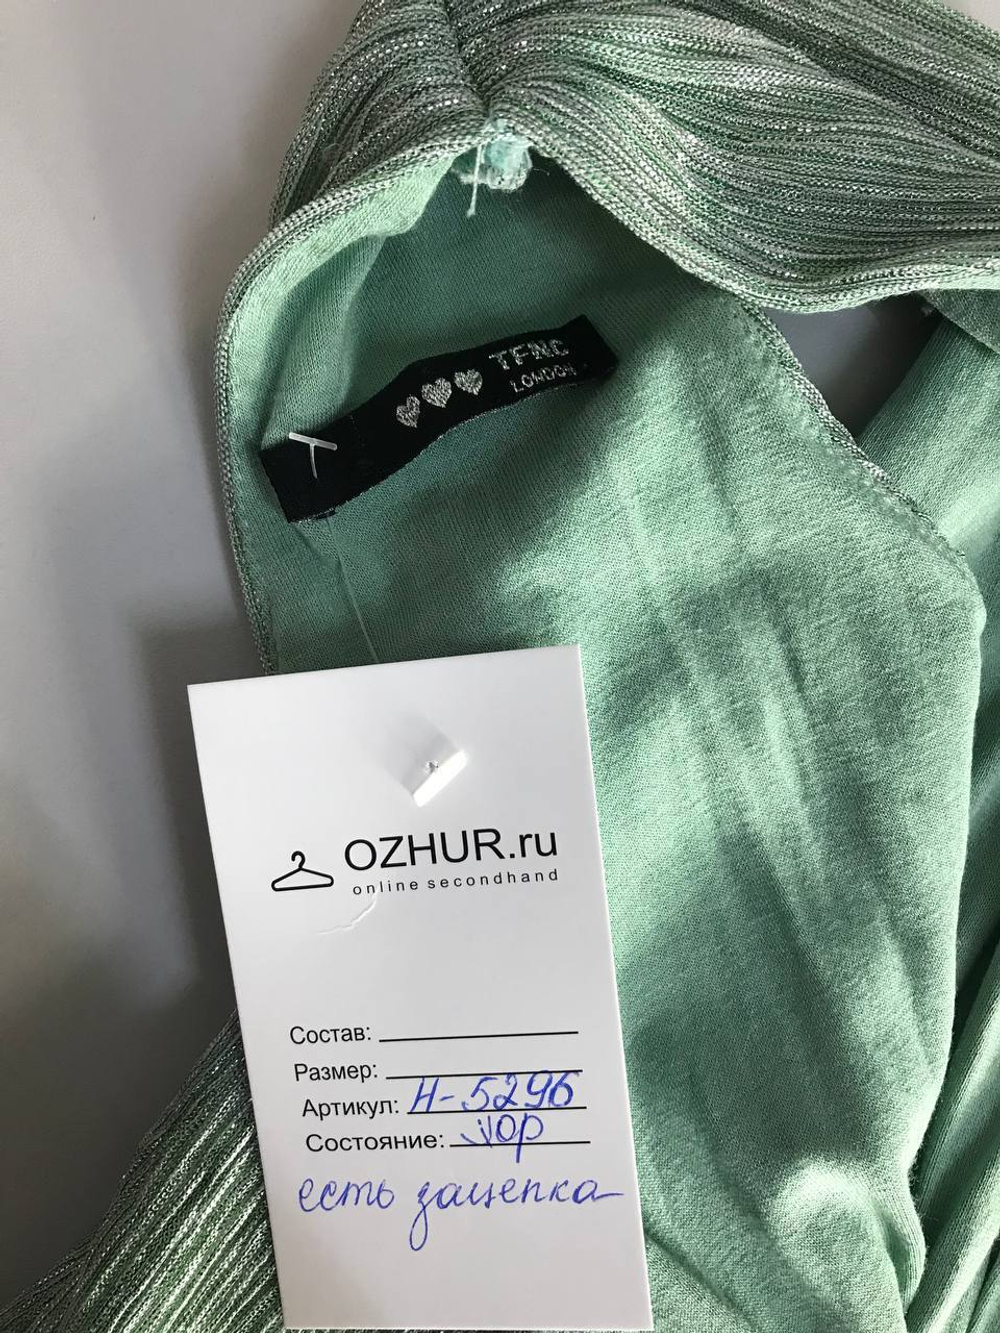 TFNC
LONDON
OZHUR.ru
online secondhand
Состав:
Размер:
Артикул: Н-5296
Состояние: хор
есть зацепка